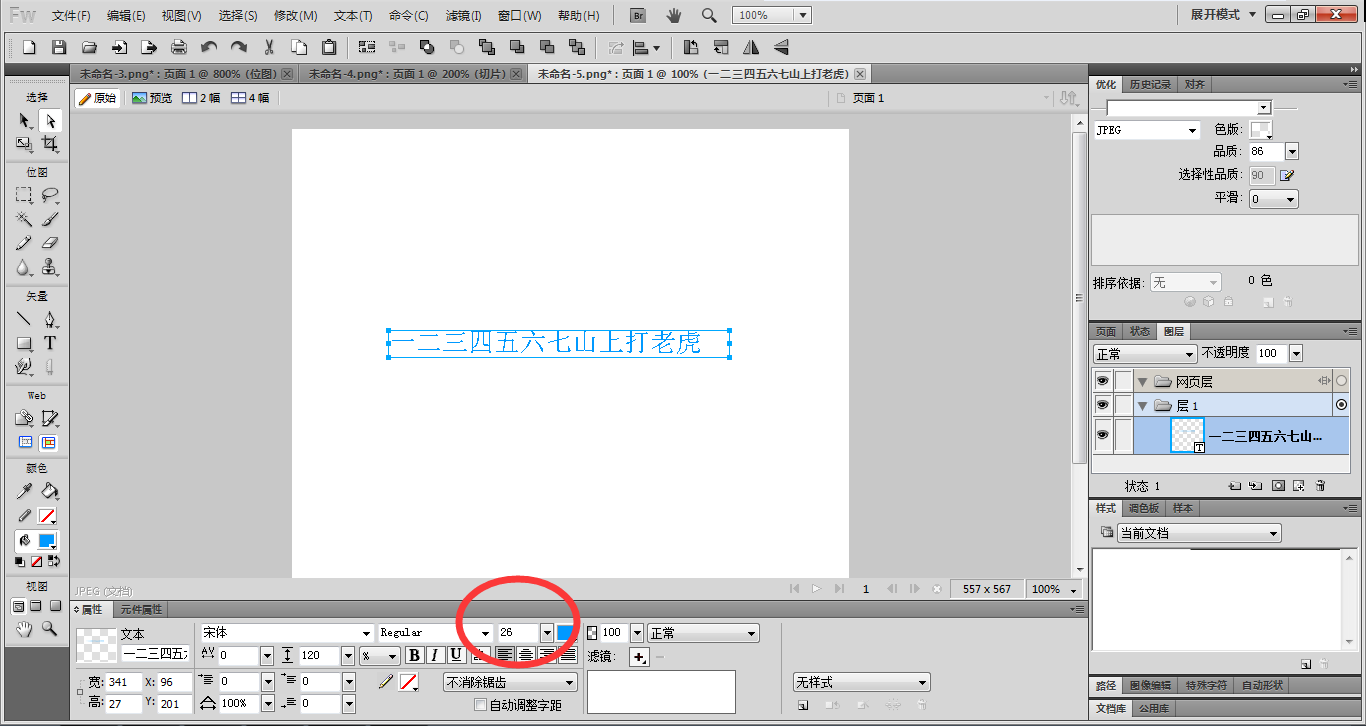 Fw 文件(F) 编辑(E) 视图(V) 选择(S) 修改(M) 文本(T) 命令(C) 滤镜(I) 窗口(W) 帮助(H) Br 100% 展开模式
未命名-3.png* : 页面 1 @ 800% (位图) 未命名-4.png* : 页面 1 @ 200% (切片) 未命名-5.png* : 页面 1 @ 100% (一二三四五六七山上打老虎)
原始 预览 2 幅 4 幅 页面 1
选择
位图
矢量
Web
颜色
视图
一二三四五六七山上打老虎
优化 历史记录 对齐
JPEG 色版:
品质: 86
选择性品质: 90
平滑: 0
排序依据: 无 0 色
页面 状态 图层
正常 不透明度 100
网页层
层 1
一二三四五六七山...
状态 1
样式 调色板 样本
当前文档
路径 图像编辑 特殊字符 自动形状
文档库 公用库
JPEG (文档) 1 557 x 567 100%
属性 元件属性
文本 宋体 Regular 26 100 正常
一二三四五六七 0 120 % B I U 滤镜:
宽: 341 X: 96 0 0 不消除锯齿 无样式
高: 27 Y: 201 100% 0 自动调整字距